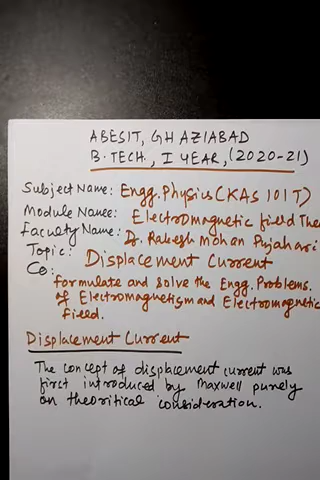 ABESIT, GHAZIABAD
B.TECH., I YEAR, (2020-21)
Subject Name: Engg. Physics (KAS 101T)
Module Name: Electromagnetic field The
Faculty Name: Dr. Rakesh Mohan Pujahari
Topic: Displacement Current
CO: formulate and solve the Engg. Problems.
of Electromagnetism and Electromagnetic
field.
Displacement Current
The concept of displacement current was
first introduced by Maxwell purely
on theoritical consideration.